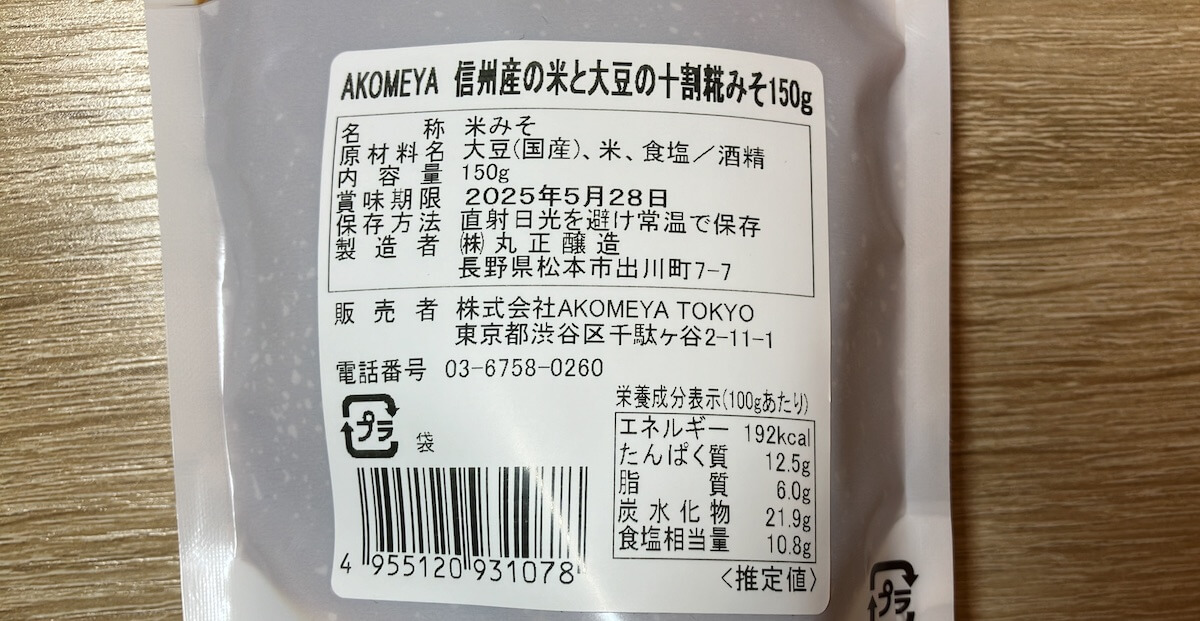 AKOMEYA 信州産の米と大豆の十割糀みそ150g
名称 米みそ
原材料名 大豆(国産)、米、食塩/酒精
内容量 150g
賞味期限 2025年5月28日
保存方法 直射日光を避け常温で保存
製造者 ㈱丸正醸造
長野県松本市出川町7-7
販売者 株式会社AKOMEYA TOKYO
東京都渋谷区千駄ヶ谷2-11-1
電話番号 03-6758-0260
プラ 袋
4 955120 931078
栄養成分表示(100gあたり)
エネルギー 192kcal
たんぱく質 12.5g
脂質 6.0g
炭水化物 21.9g
食塩相当量 10.8g
<推定値>
プラ